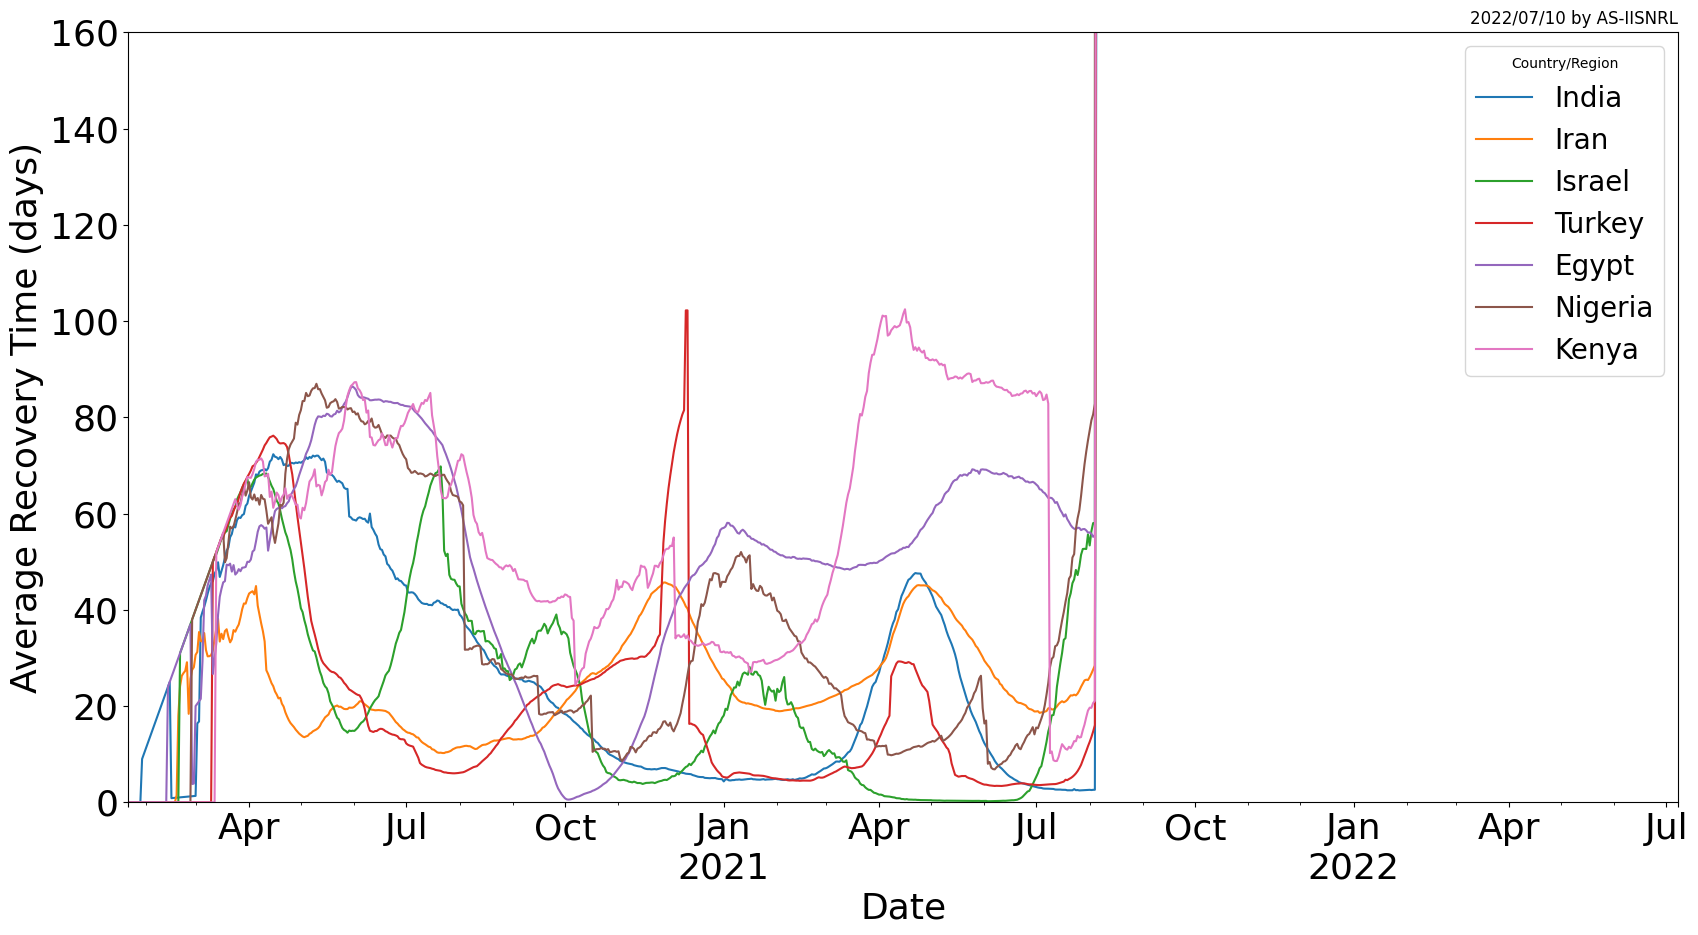 2022/07/10 by AS-IISNRL
160
140
120
100
80
60
40
20
0
Average Recovery Time (days)
Country/Region
India
Iran
Israel
Turkey
Egypt
Nigeria
Kenya
Apr Jul Oct Jan Apr Jul Oct Jan Apr Jul
2021 2022
Date